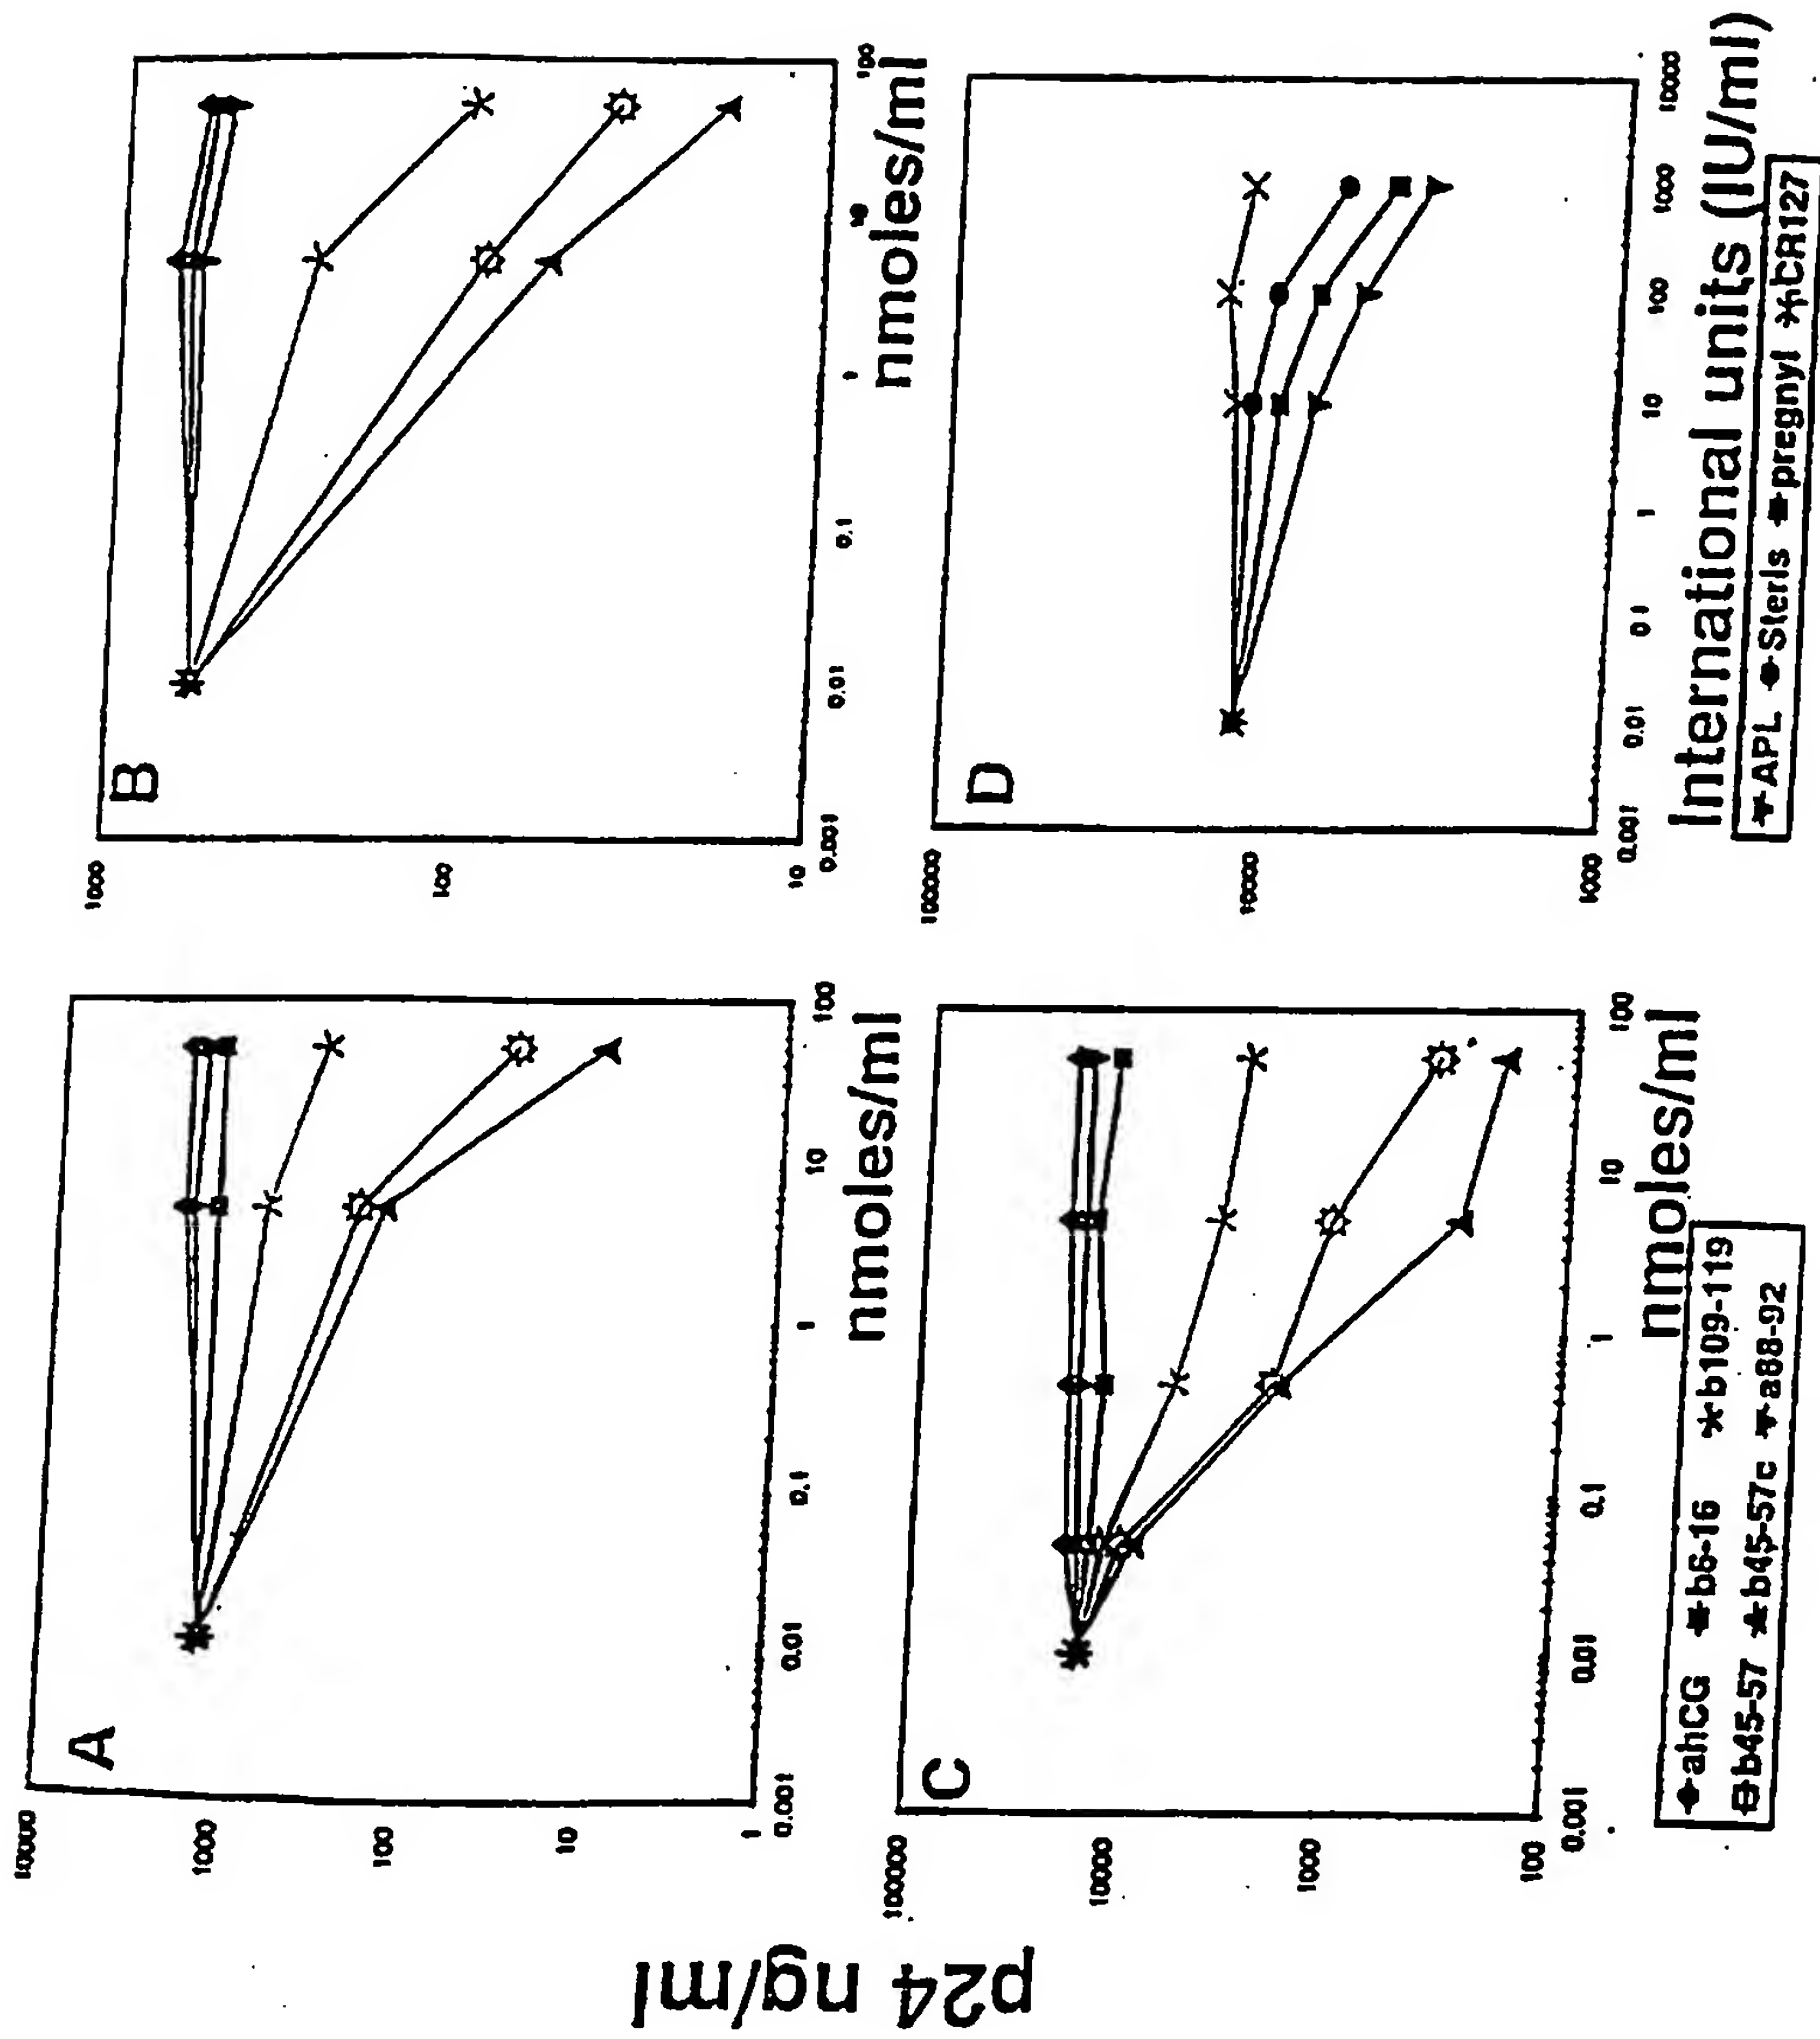 p24 ng/ml
A
10000
1000
100
10
1
0.001 0.01 0.1 1 10 100
nmoles/ml
B
1000
100
10
0.001 0.01 0.1 1 10 100
nmoles/ml
C
100000
10000
1000
100
0.001 0.01 0.1 1 10 100
nmoles/ml
ahCG b6-16 b109-119
b45-57 b45-57c a88-92
D
100000
10000
1000
0.001 0.01 0.1 1 10 100 1000 10000
International units (IU/ml)
APL Steris pregnyl CR127